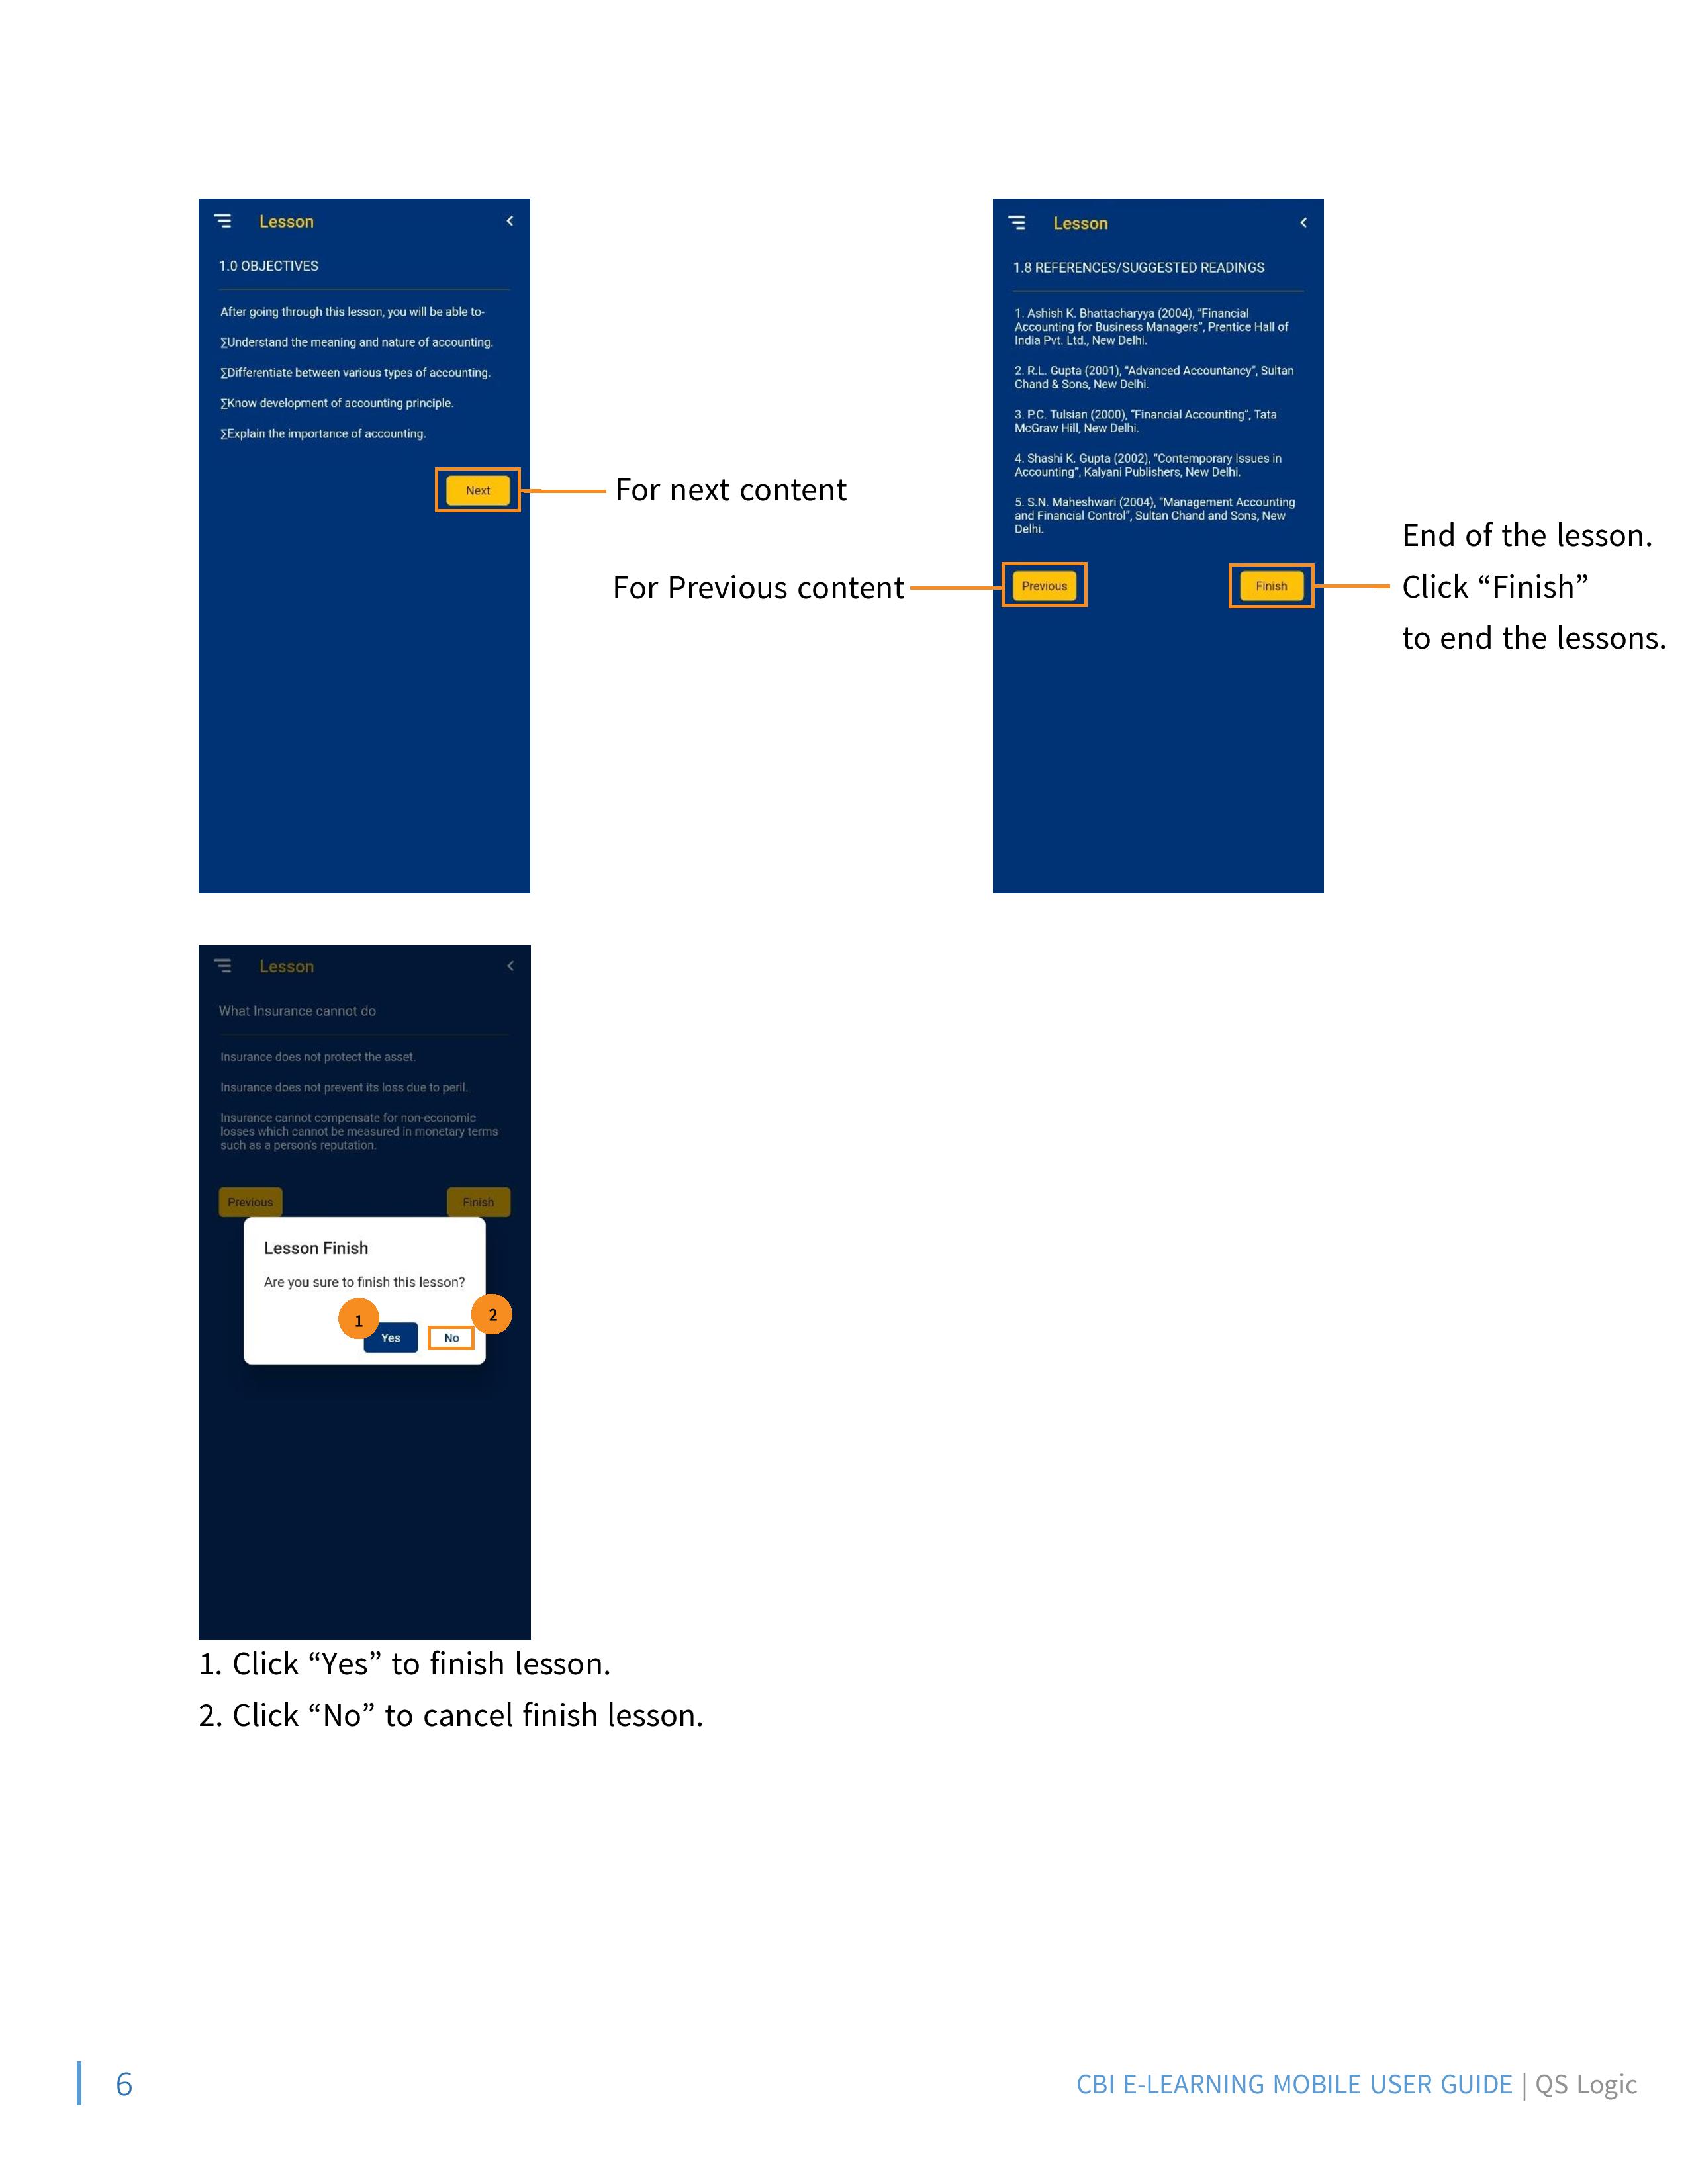 Lesson
1.0 OBJECTIVES
After going through this lesson, you will be able to-
∑Understand the meaning and nature of accounting.
∑Differentiate between various types of accounting.
∑Know development of accounting principle.
∑Explain the importance of accounting.
Next
For next content
Lesson
1.8 REFERENCES/SUGGESTED READINGS
1. Ashish K. Bhattacharyya (2004), “Financial
Accounting for Business Managers”, Prentice Hall of
India Pvt. Ltd., New Delhi.
2. R.L. Gupta (2001), “Advanced Accountancy”, Sultan
Chand & Sons, New Delhi.
3. P.C. Tulsian (2000), “Financial Accounting”, Tata
McGraw Hill, New Delhi.
4. Shashi K. Gupta (2002), “Contemporary Issues in
Accounting”, Kalyani Publishers, New Delhi.
5. S.N. Maheshwari (2004), “Management Accounting
and Financial Control”, Sultan Chand and Sons, New
Delhi.
For Previous content
Previous
Finish
End of the lesson.
Click “Finish”
to end the lessons.
Lesson
What Insurance cannot do
Insurance does not protect the asset.
Insurance does not prevent its loss due to peril.
Insurance cannot compensate for non-economic
losses which cannot be measured in monetary terms
such as a person's reputation.
Previous
Finish
Lesson Finish
Are you sure to finish this lesson?
1
2
Yes
No
1. Click “Yes” to finish lesson.
2. Click “No” to cancel finish lesson.
6
CBI E-LEARNING MOBILE USER GUIDE | QS Logic